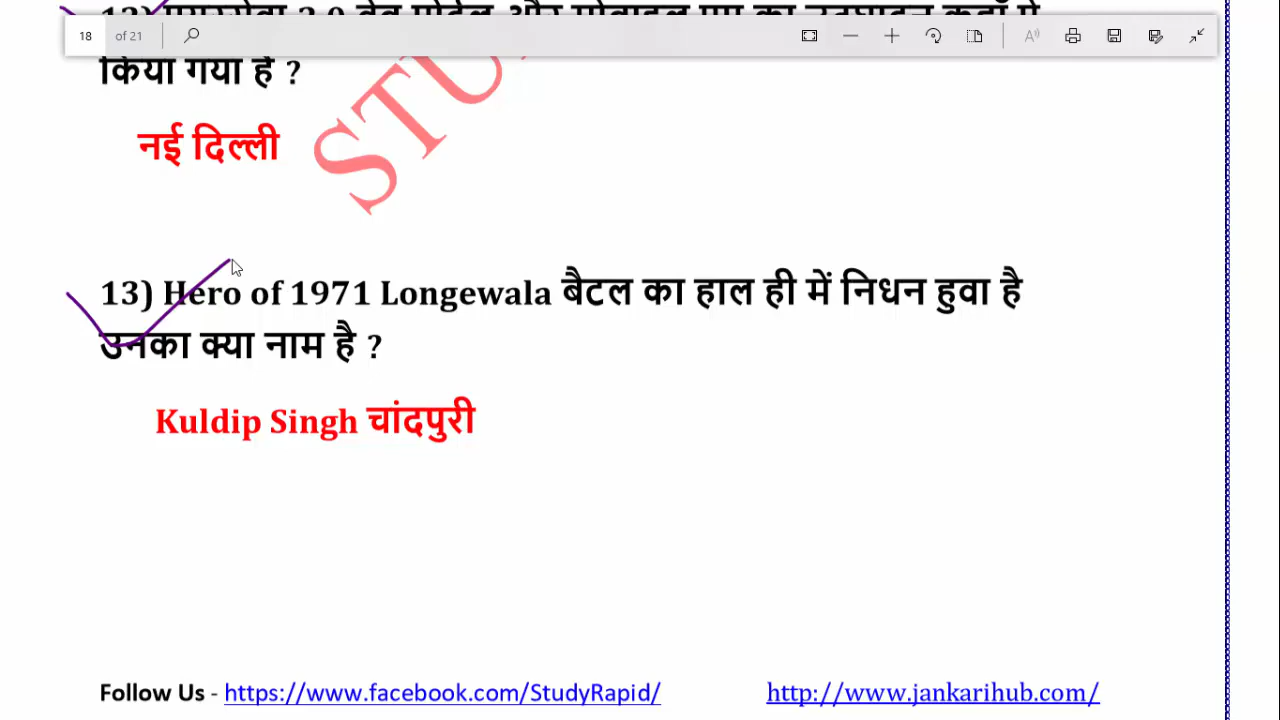 18 of 21
किया गया है ?
नई दिल्ली
STU
13) Hero of 1971 Longewala बैटल का हाल ही में निधन हुवा है
उनका क्या नाम है ?
Kuldip Singh चांदपुरी
Follow Us - https://www.facebook.com/StudyRapid/ http://www.jankarihub.com/